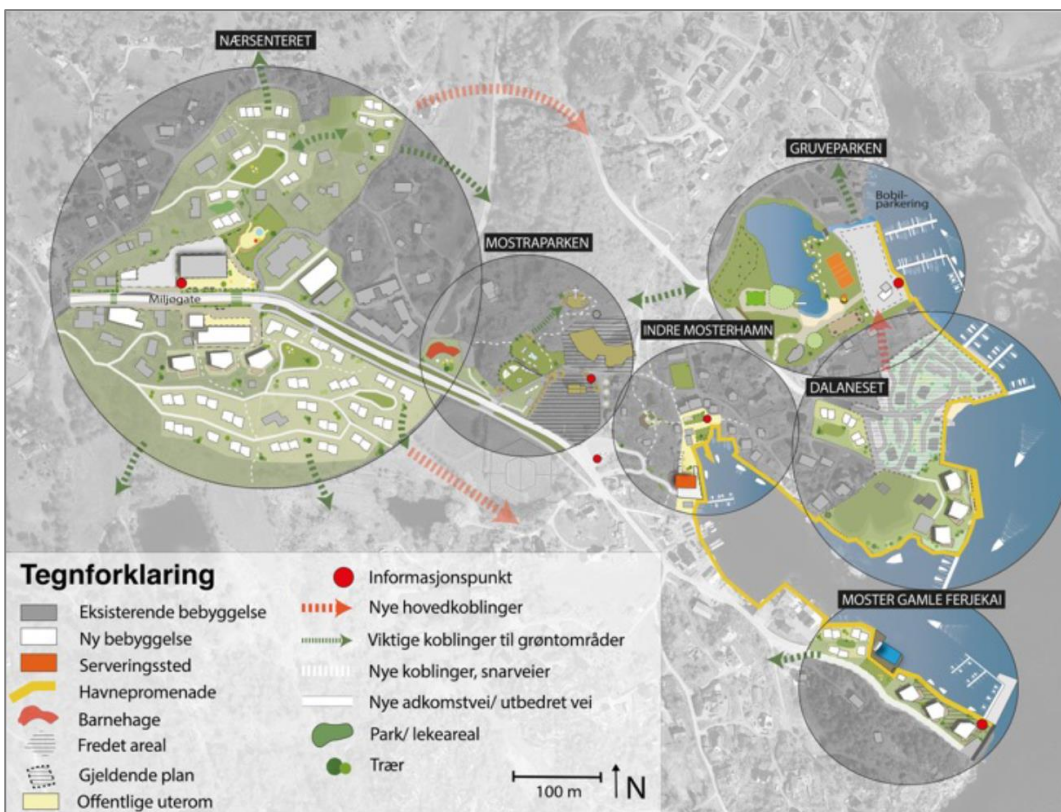 NÆRSENTERET
GRUVEPARKEN
Bobil-
parkering
MOSTRAPARKEN
Miljøgate
INDRE MOSTERHAMN
DALANESET
MOSTER GAMLE FERJEKAI
Tegnforklaring
Eksisterende bebyggelse
Ny bebyggelse
Serveringssted
Havnepromenade
Barnehage
Fredet areal
Gjeldende plan
Offentlige uterom
Informasjonspunkt
Nye hovedkoblinger
Viktige koblinger til grøntområder
Nye koblinger, snarveier
Nye adkomstvei/ utbedret vei
Park/ lekeareal
Trær
100 m
N